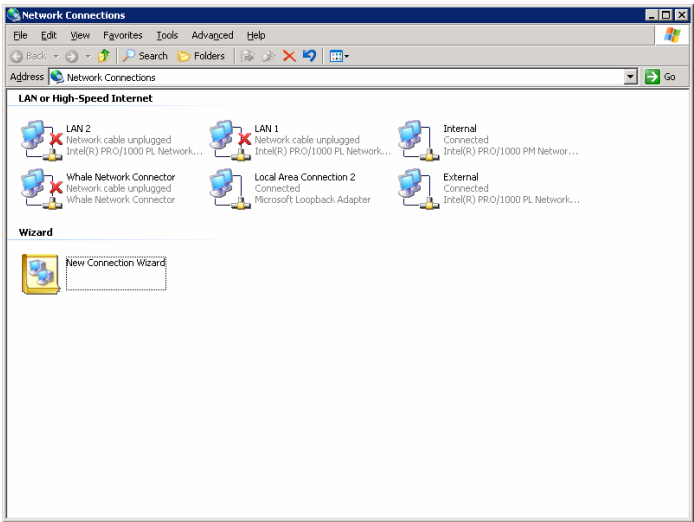 Network Connections
File Edit View Favorites Tools Advanced Help
Back Search Folders
Address Network Connections Go
LAN or High-Speed Internet
LAN 2
Network cable unplugged
Intel(R) PRO/1000 PL Network...
LAN 1
Network cable unplugged
Intel(R) PRO/1000 PL Network...
Internal
Connected
Intel(R) PRO/1000 PM Networ...
Whale Network Connector
Network cable unplugged
Whale Network Connector
Local Area Connection 2
Connected
Microsoft Loopback Adapter
External
Connected
Intel(R) PRO/1000 PL Network...
Wizard
New Connection Wizard